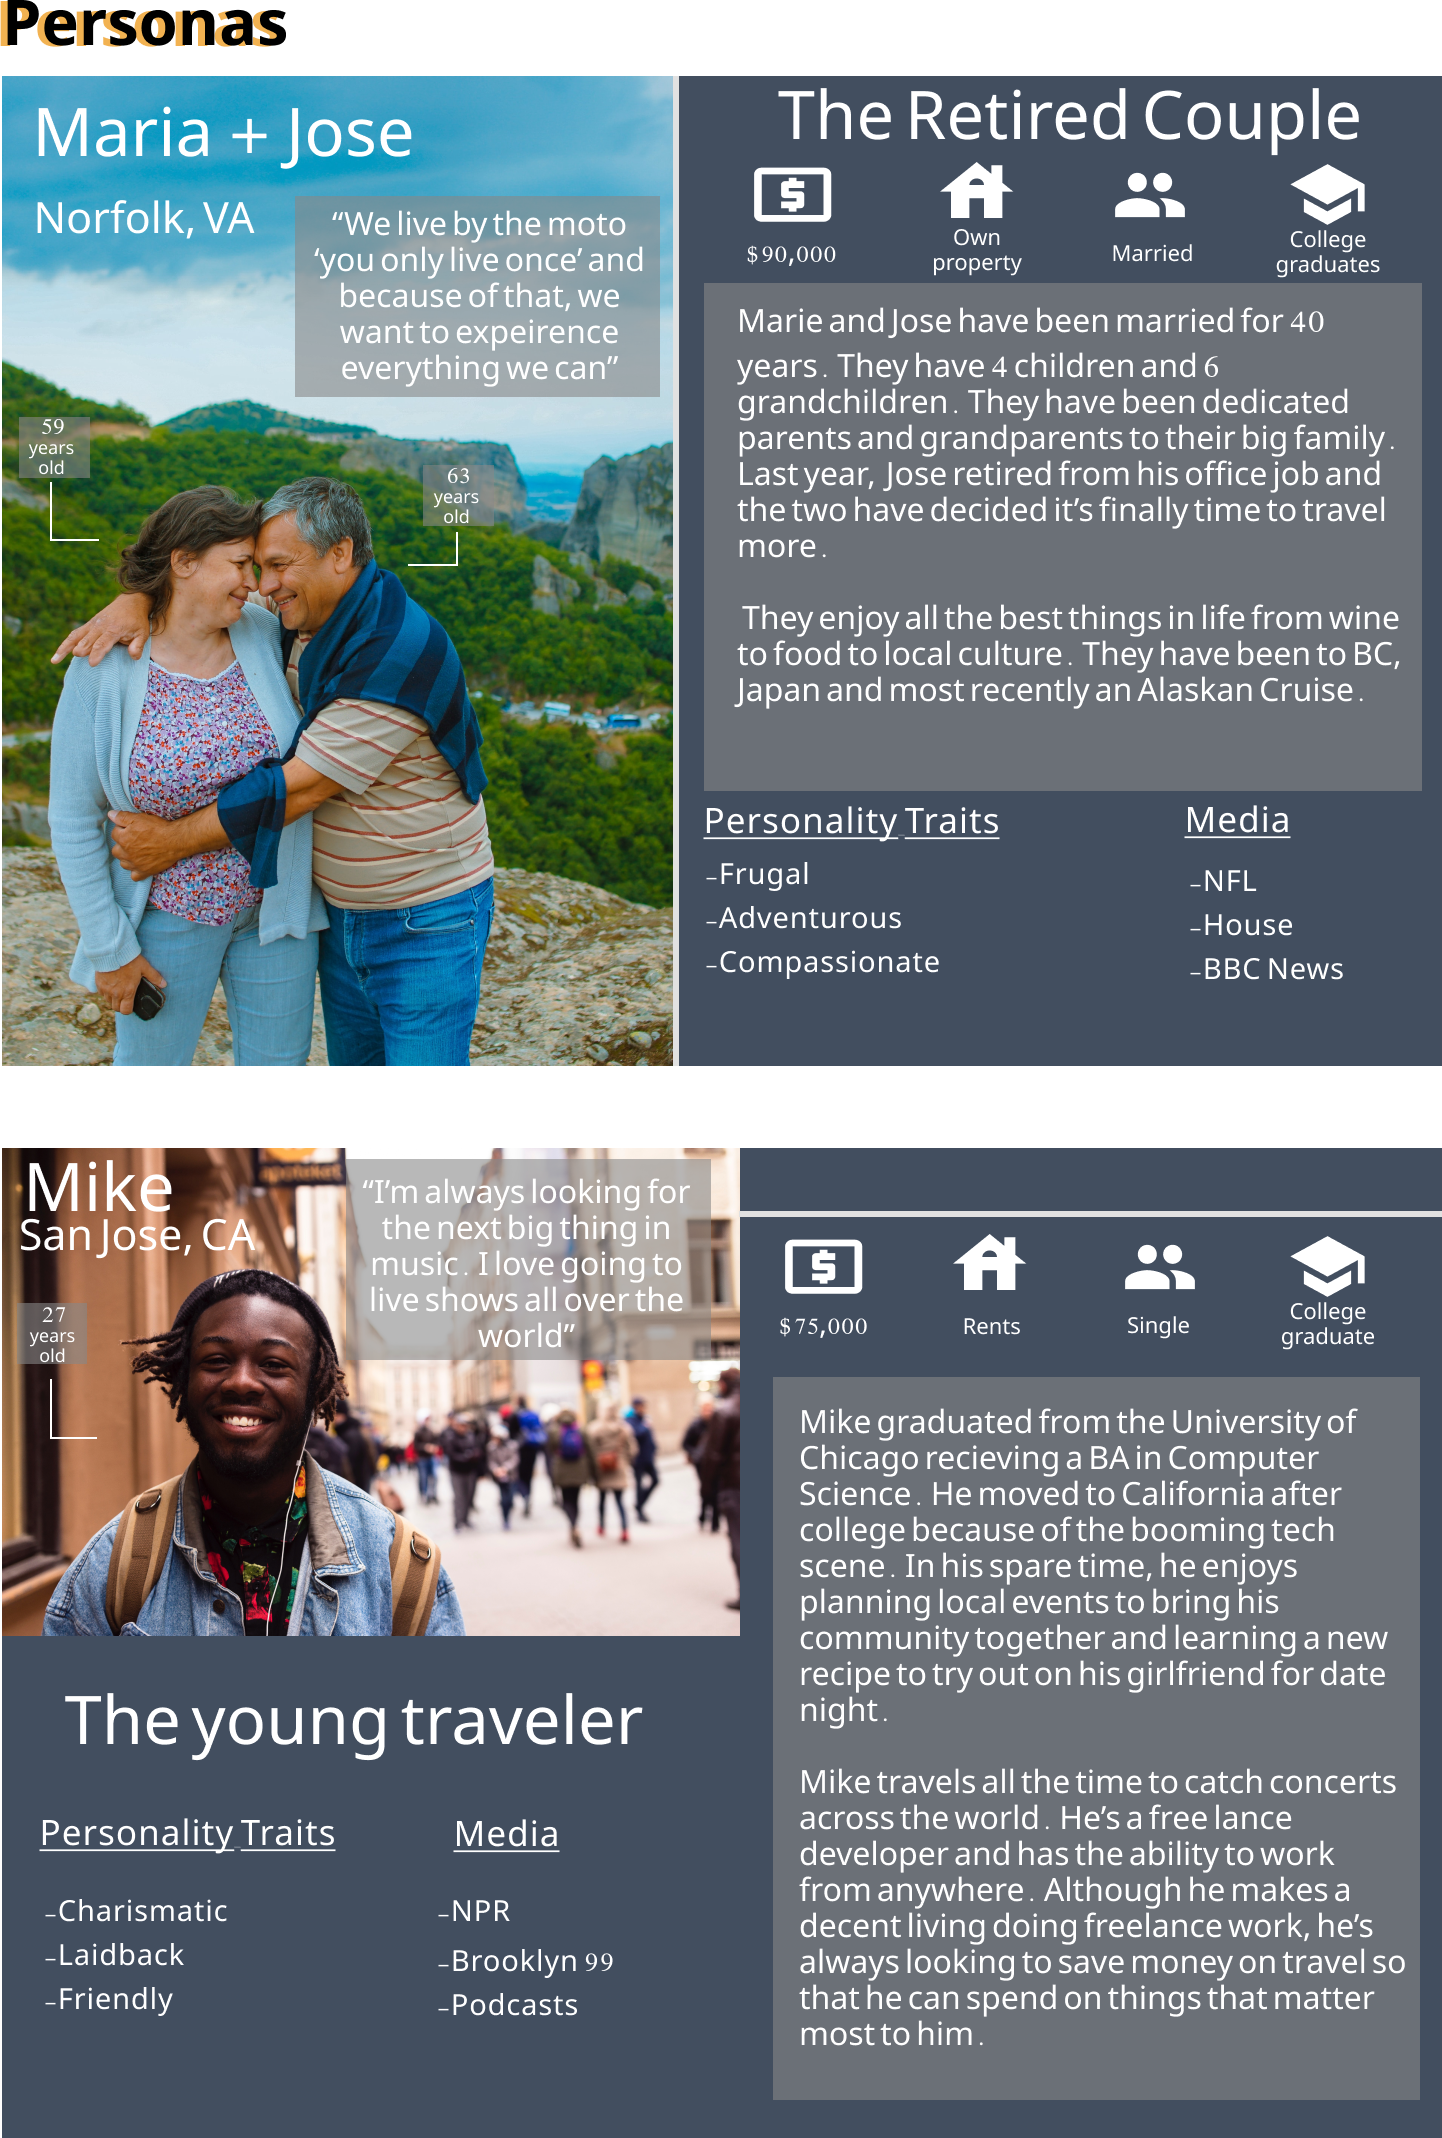 Personas
Maria + Jose
Norfolk, VA
“We live by the moto
‘you only live once’ and
because of that, we
want to expeirence
everything we can”
59
years
old
63
years
old
The Retired Couple
$90,000
Own
property
Married
College
graduates
Marie and Jose have been married for 40
years. They have 4 children and 6
grandchildren. They have been dedicated
parents and grandparents to their big family.
Last year, Jose retired from his office job and
the two have decided it’s finally time to travel
more.
They enjoy all the best things in life from wine
to food to local culture. They have been to BC,
Japan and most recently an Alaskan Cruise.
Personality Traits
-Frugal
-Adventurous
-Compassionate
Media
-NFL
-House
-BBC News
Mike
San Jose, CA
“I’m always looking for
the next big thing in
music. I love going to
live shows all over the
world”
27
years
old
$75,000
Rents
Single
College
graduate
Mike graduated from the University of
Chicago recieving a BA in Computer
Science. He moved to California after
college because of the booming tech
scene. In his spare time, he enjoys
planning local events to bring his
community together and learning a new
recipe to try out on his girlfriend for date
night.
Mike travels all the time to catch concerts
across the world. He’s a free lance
developer and has the ability to work
from anywhere. Although he makes a
decent living doing freelance work, he’s
always looking to save money on travel so
that he can spend on things that matter
most to him.
The young traveler
Personality Traits
-Charismatic
-Laidback
-Friendly
Media
-NPR
-Brooklyn 99
-Podcasts